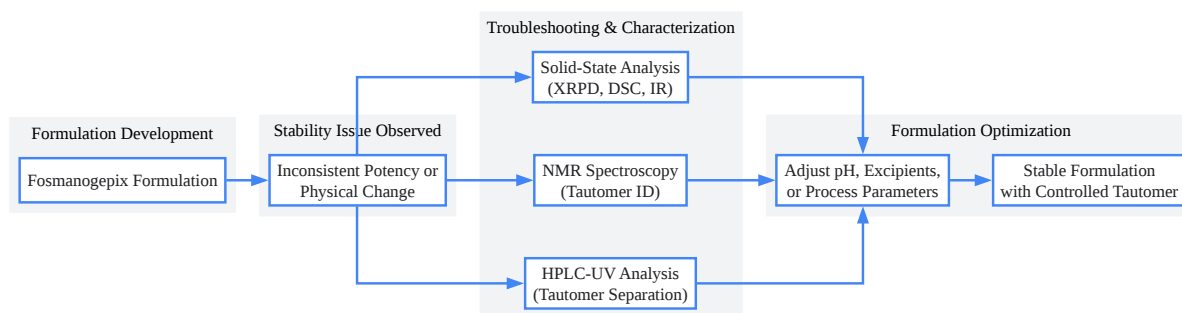 Troubleshooting & Characterization
Solid-State Analysis
(XRPD, DSC, IR)
Formulation Development
Stability Issue Observed
Formulation Optimization
Fosmanogepix Formulation
Inconsistent Potency or
Physical Change
NMR Spectroscopy
(Tautomer ID)
Adjust pH, Excipients,
or Process Parameters
Stable Formulation
with Controlled Tautomer
HPLC-UV Analysis
(Tautomer Separation)